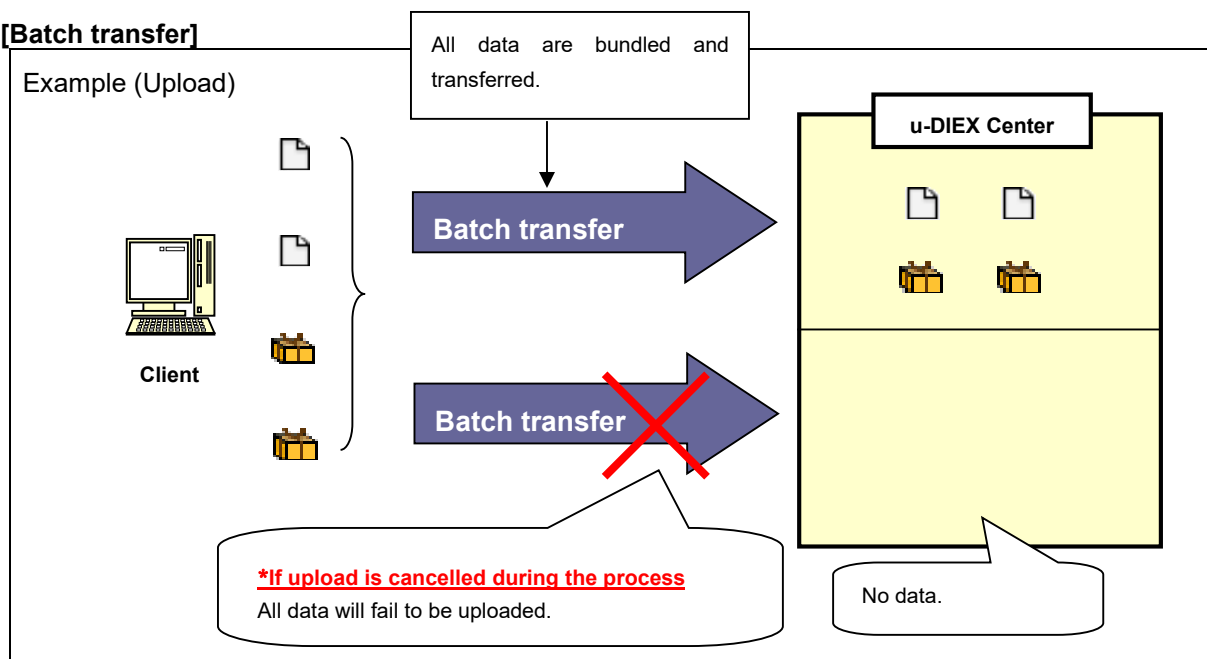 [Batch transfer]
All data are bundled and
transferred.
Example (Upload)
u-DIEX Center
Batch transfer
Client
Batch transfer
*If upload is cancelled during the process
All data will fail to be uploaded.
No data.